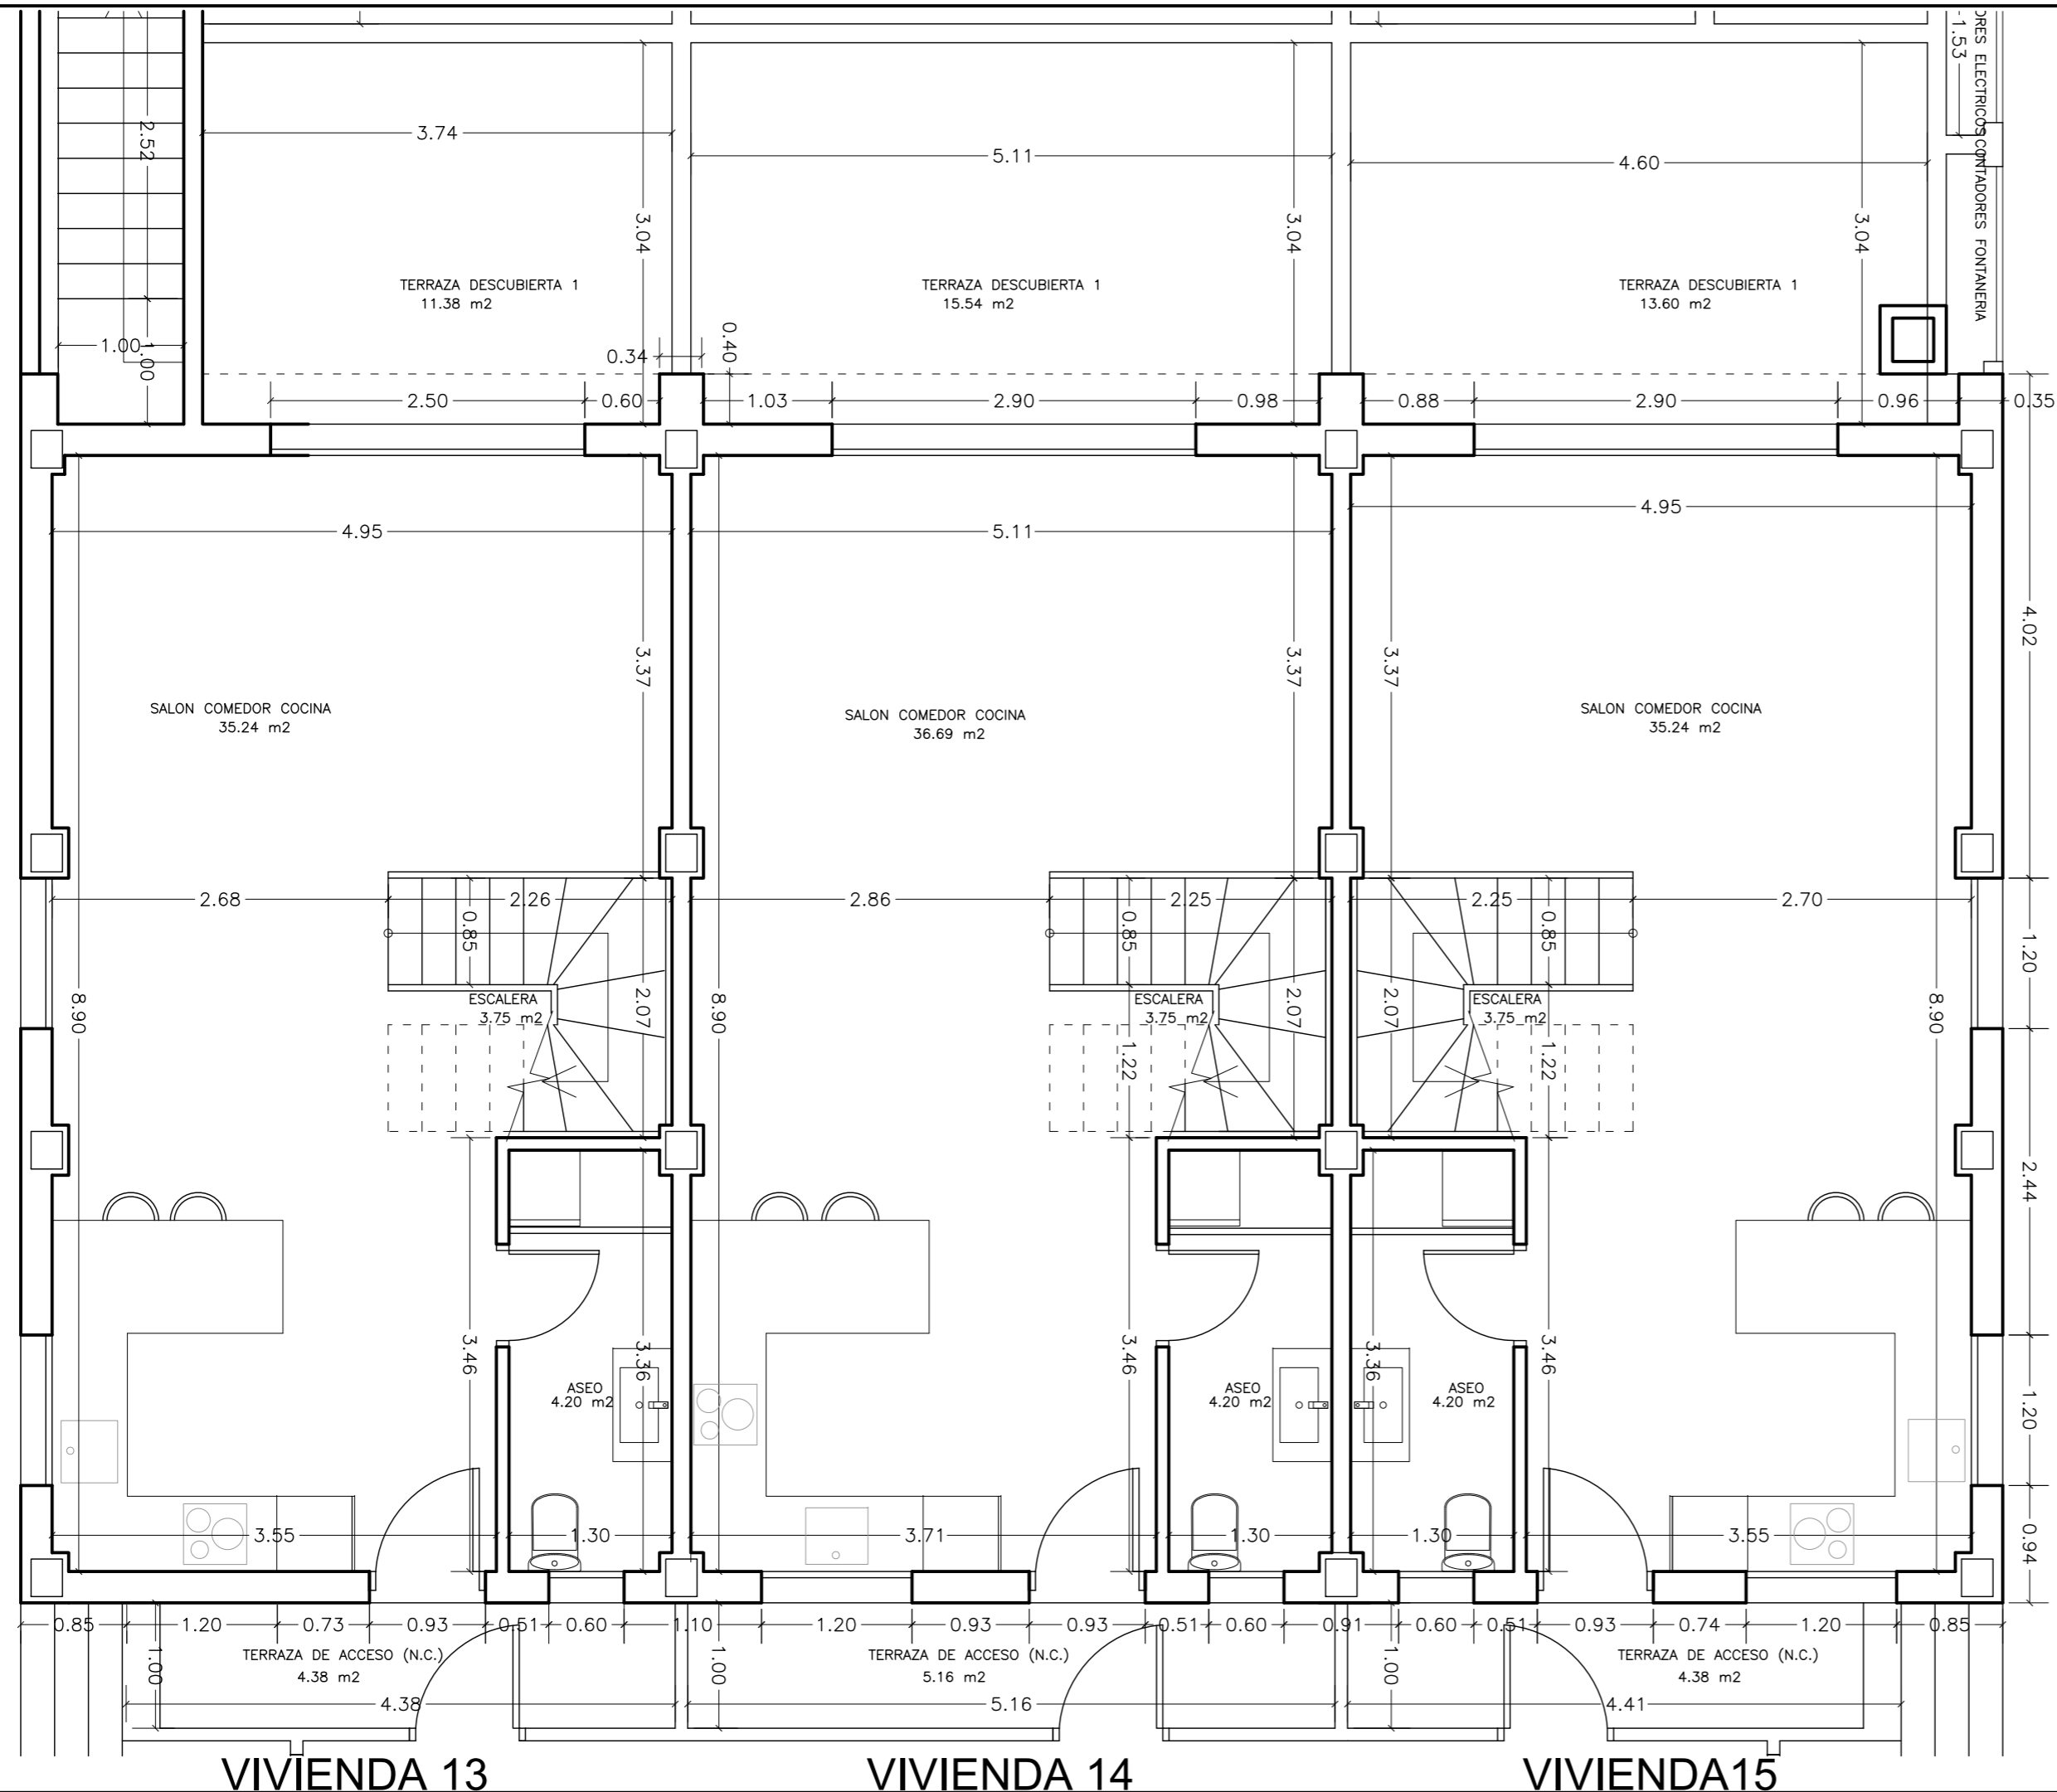 ORES ELECTRICOS
CONTADORES FONTANERIA
1.53
2.52
3.74
5.11
4.60
3.04
3.04
3.04
TERRAZA DESCUBIERTA 1
11.38 m2
TERRAZA DESCUBIERTA 1
15.54 m2
TERRAZA DESCUBIERTA 1
13.60 m2
1.00
1.00
0.34
0.40
2.50
0.60
1.03
2.90
0.98
0.88
2.90
0.96
0.35
4.95
5.11
4.95
4.02
3.37
3.37
3.37
SALON COMEDOR COCINA
35.24 m2
SALON COMEDOR COCINA
36.69 m2
SALON COMEDOR COCINA
35.24 m2
2.68
2.26
2.86
2.25
2.25
2.70
0.85
0.85
0.85
1.20
8.90
ESCALERA
3.75 m2
2.07
8.90
ESCALERA
3.75 m2
2.07
2.07
ESCALERA
3.75 m2
8.90
1.22
1.22
2.44
3.46
3.36
3.46
3.36
3.46
ASEO
4.20 m2
ASEO
4.20 m2
ASEO
4.20 m2
1.20
3.55
1.30
3.71
1.30
1.30
3.55
0.94
0.85
1.20
0.73
0.93
0.51
0.60
1.10
1.20
0.93
0.93
0.51
0.60
0.91
0.60
0.51
0.93
0.74
1.20
0.85
1.00
TERRAZA DE ACCESO (N.C.)
4.38 m2
1.00
TERRAZA DE ACCESO (N.C.)
5.16 m2
1.00
TERRAZA DE ACCESO (N.C.)
4.38 m2
4.38
5.16
4.41
VIVIENDA 13
VIVIENDA 14
VIVIENDA15